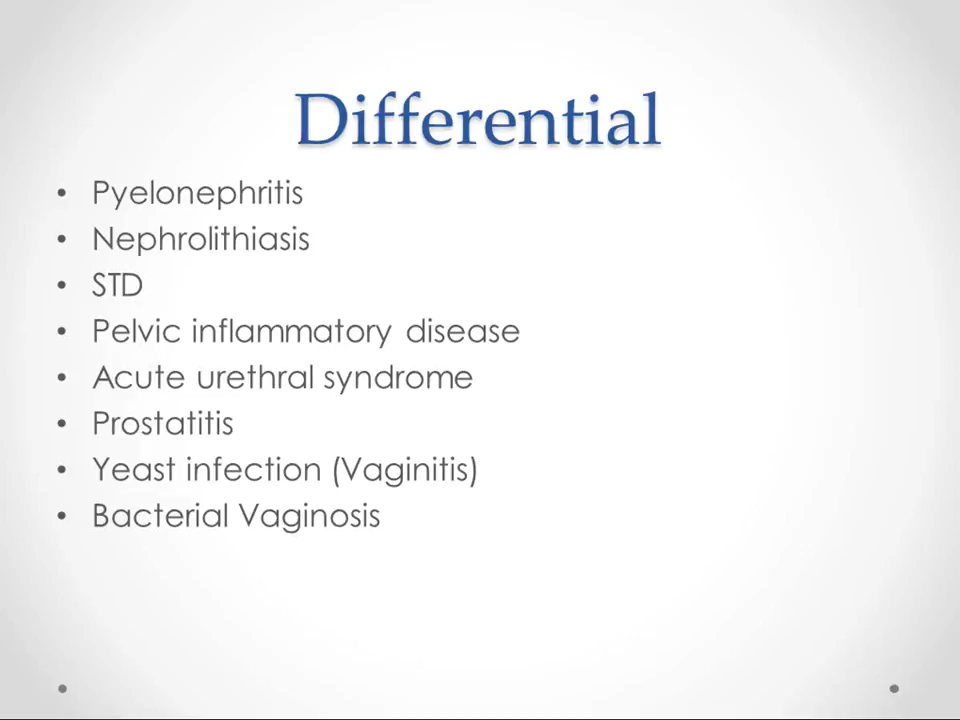 Differential
• Pyelonephritis
• Nephrolithiasis
• STD
• Pelvic inflammatory disease
• Acute urethral syndrome
• Prostatitis
• Yeast infection (Vaginitis)
• Bacterial Vaginosis